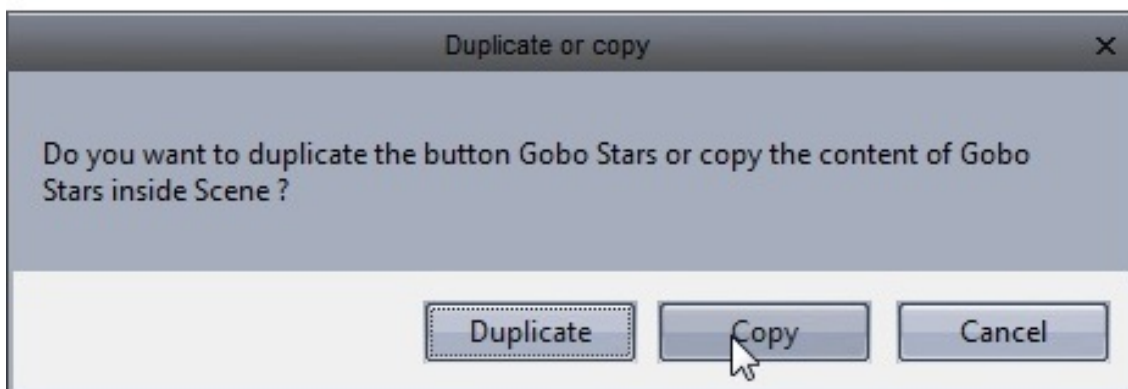 Duplicate or copy
Do you want to duplicate the button Gobo Stars or copy the content of Gobo
Stars inside Scene ?
Duplicate
Copy
Cancel